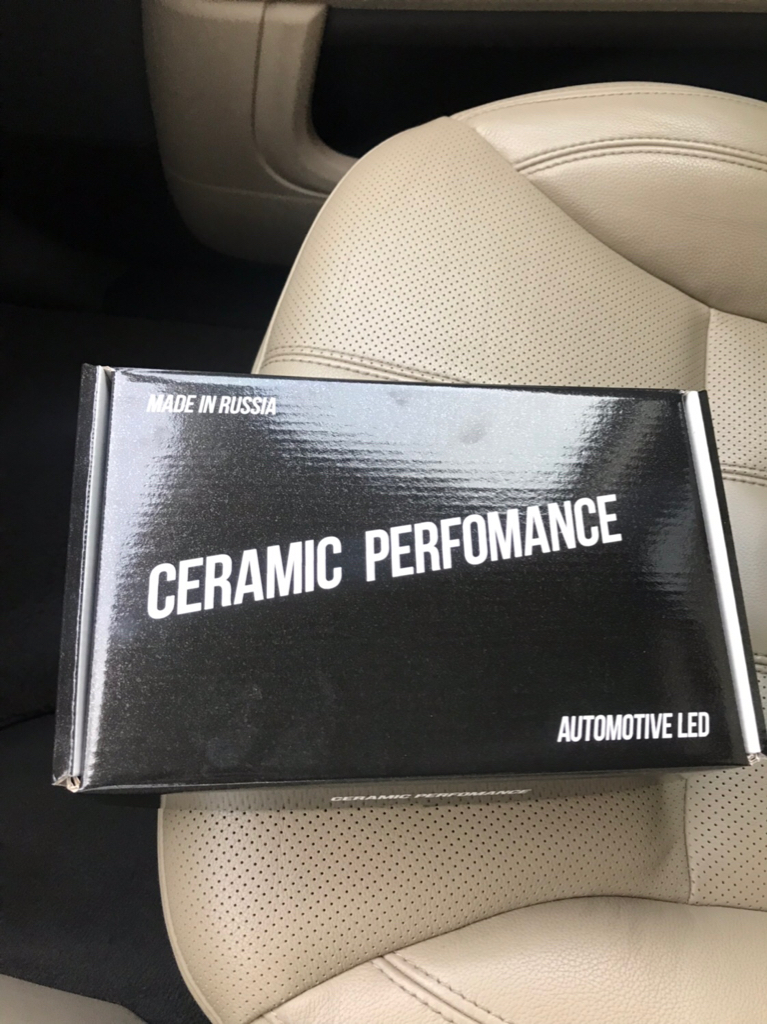 MADE IN RUSSIA
CERAMIC PERFOMANCE
AUTOMOTIVE LED
CERAMIC PERFOMANCE